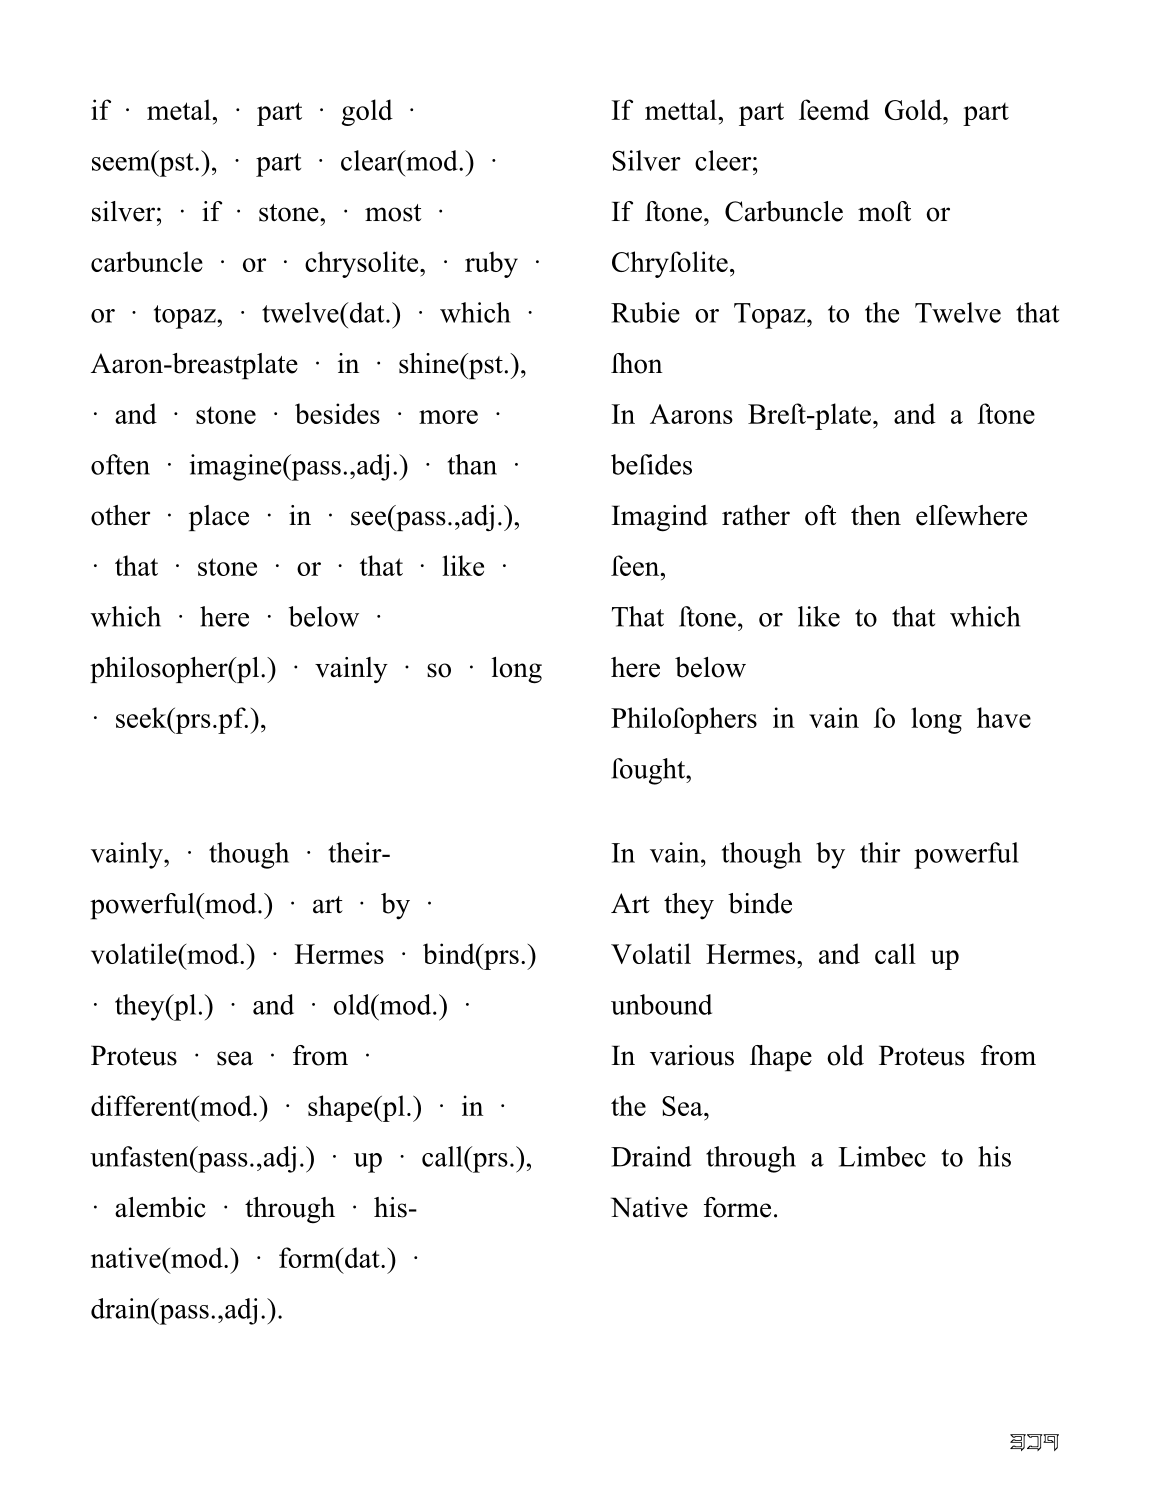 if · metal, · part · gold ·
seem(pst.), · part · clear(mod.) ·
silver; · if · stone, · most ·
carbuncle · or · chrysolite, · ruby ·
or · topaz, · twelve(dat.) · which ·
Aaron-breastplate · in · shine(pst.),
· and · stone · besides · more ·
often · imagine(pass.,adj.) · than ·
other · place · in · see(pass.,adj.),
· that · stone · or · that · like ·
which · here · below ·
philosopher(pl.) · vainly · so · long
· seek(prs.pf.),
If mettal, part ſeemd Gold, part
Silver cleer;
If ſtone, Carbuncle moſt or
Chryſolite,
Rubie or Topaz, to the Twelve that
ſhon
In Aarons Breſt-plate, and a ſtone
beſides
Imagind rather oft then elſewhere
ſeen,
That ſtone, or like to that which
here below
Philoſophers in vain ſo long have
ſought,
vainly, · though · their-
powerful(mod.) · art · by ·
volatile(mod.) · Hermes · bind(prs.)
· they(pl.) · and · old(mod.) ·
Proteus · sea · from ·
different(mod.) · shape(pl.) · in ·
unfasten(pass.,adj.) · up · call(prs.),
· alembic · through · his-
native(mod.) · form(dat.) ·
drain(pass.,adj.).
In vain, though by thir powerful
Art they binde
Volatil Hermes, and call up
unbound
In various ſhape old Proteus from
the Sea,
Draind through a Limbec to his
Native forme.